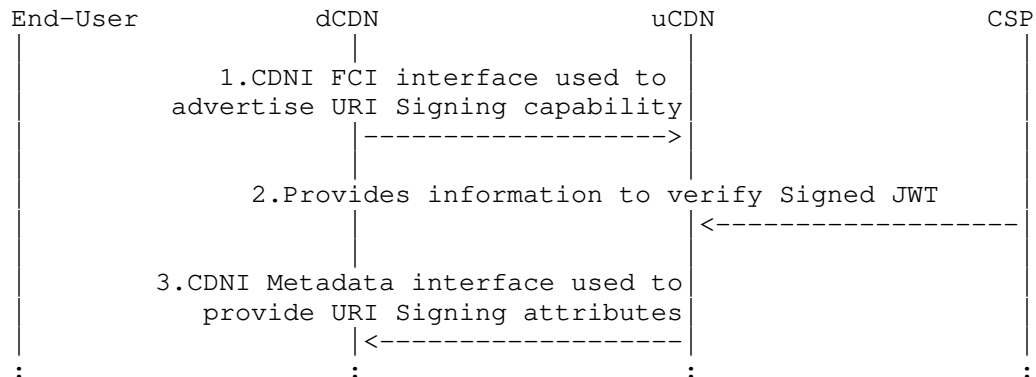 End-User dCDN uCDN CSP
1.CDNI FCI interface used to
advertise URI Signing capability
2.Provides information to verify Signed JWT
3.CDNI Metadata interface used to
provide URI Signing attributes